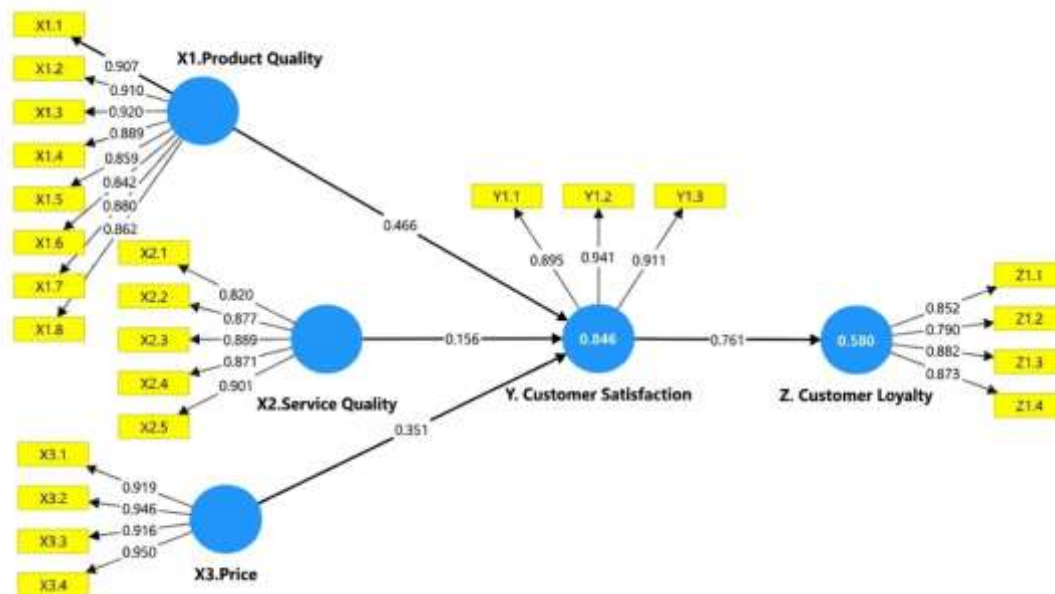 X1.1
X1.2
X1.3
X1.4
X1.5
X1.6
X1.7
X1.8
X1.Product Quality
0.907
0.910
0.920
0.889
0.859
0.842
0.880
0.862
0.466
X2.1
X2.2
X2.3
X2.4
X2.5
0.820
0.877
0.889
0.871
0.901
X2.Service Quality
0.156
X3.1
X3.2
X3.3
X3.4
0.919
0.946
0.916
0.950
X3.Price
0.351
Y1.1
Y1.2
Y1.3
0.895
0.941
0.911
0.846
Y. Customer Satisfaction
0.761
0.580
Z. Customer Loyalty
0.852
0.790
0.882
0.873
Z1.1
Z1.2
Z1.3
Z1.4